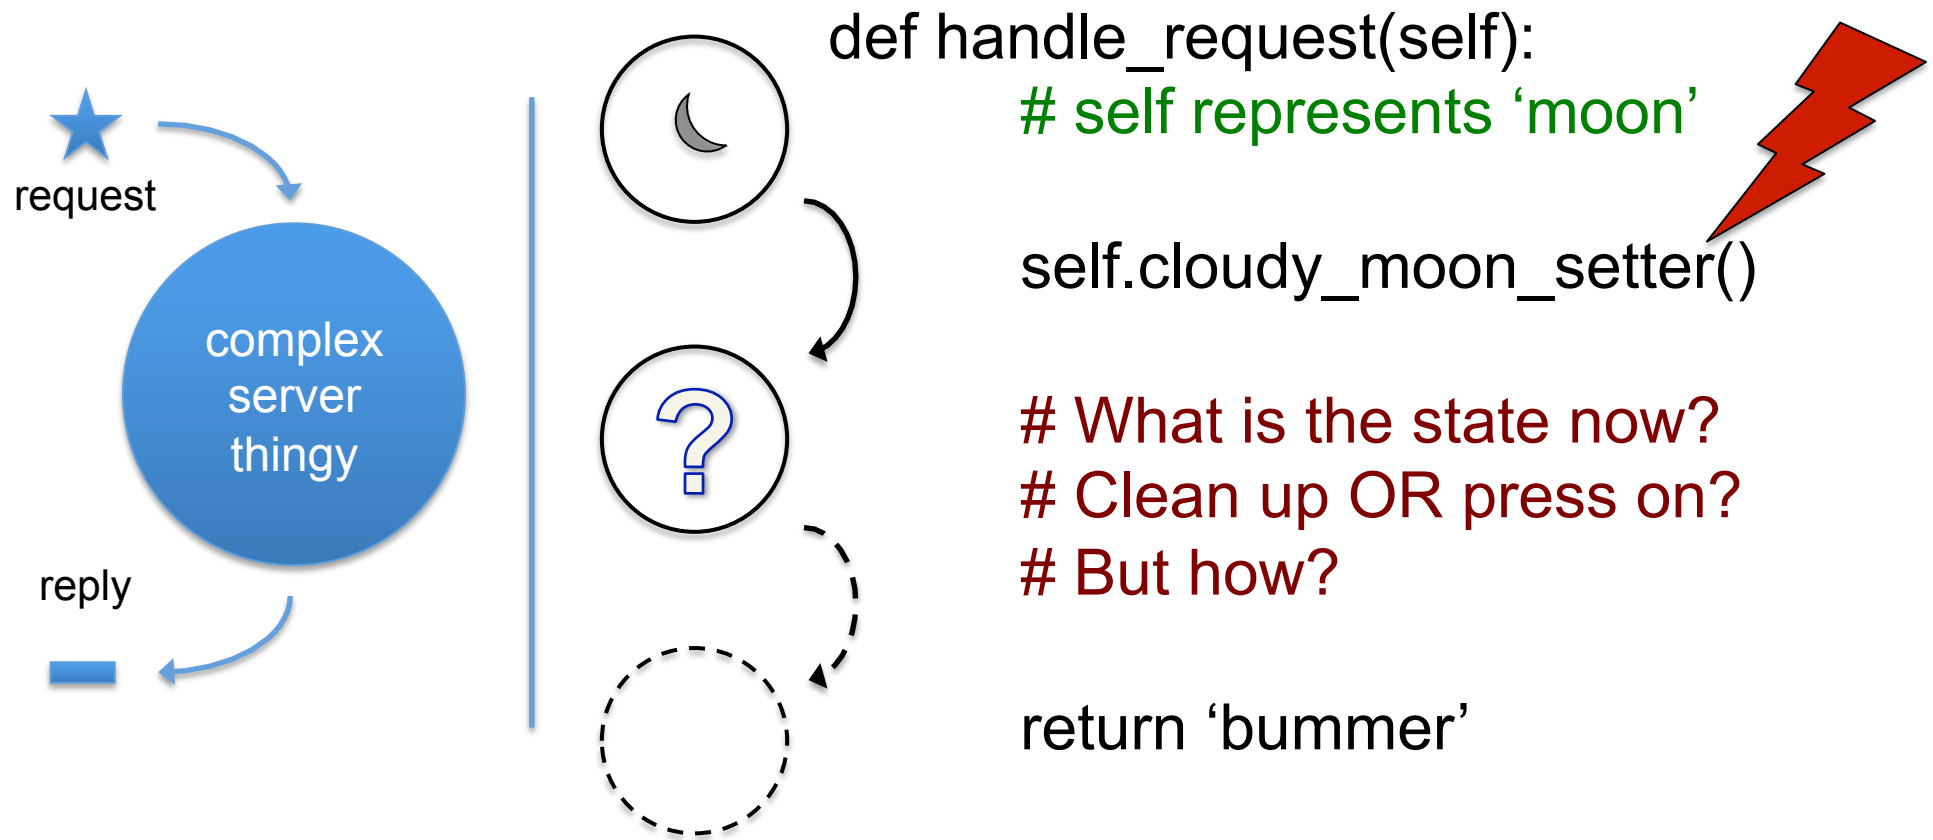 request
complex
server
thingy
reply
?
def handle_request(self):
# self represents ‘moon’
self.cloudy_moon_setter()
# What is the state now?
# Clean up OR press on?
# But how?
return ‘bummer’